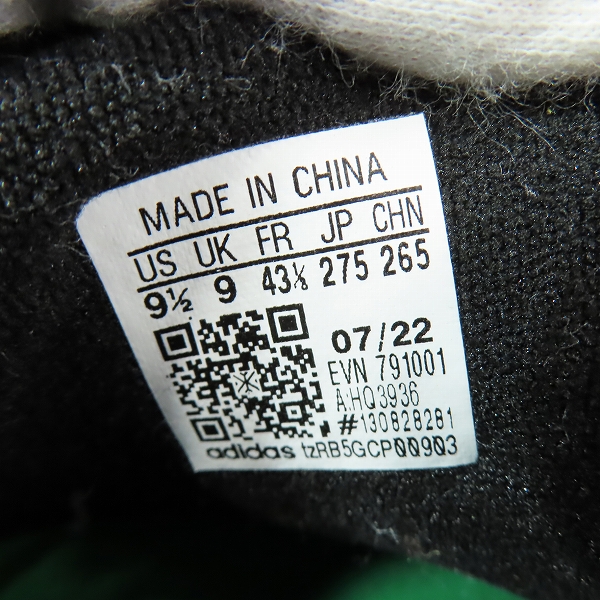 MADE IN CHINA
US UK FR JP CHN
9½ 9 43⅓ 275 265
07/22
EVN 791001
A:HQ3936
#130828281
adidas tzRB5GCP00903